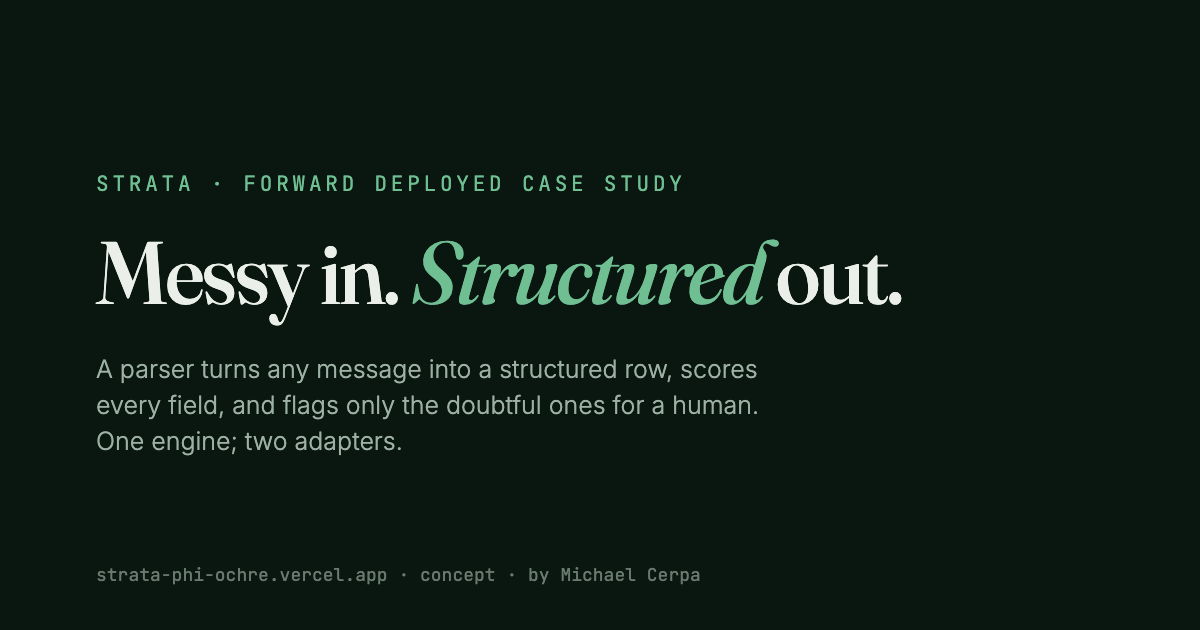 STRATA · FORWARD DEPLOYED CASE STUDY
Messy in. Structured out.
A parser turns any message into a structured row, scores
every field, and flags only the doubtful ones for a human.
One engine; two adapters.
strata-phi-ochre.vercel.app · concept · by Michael Cerpa